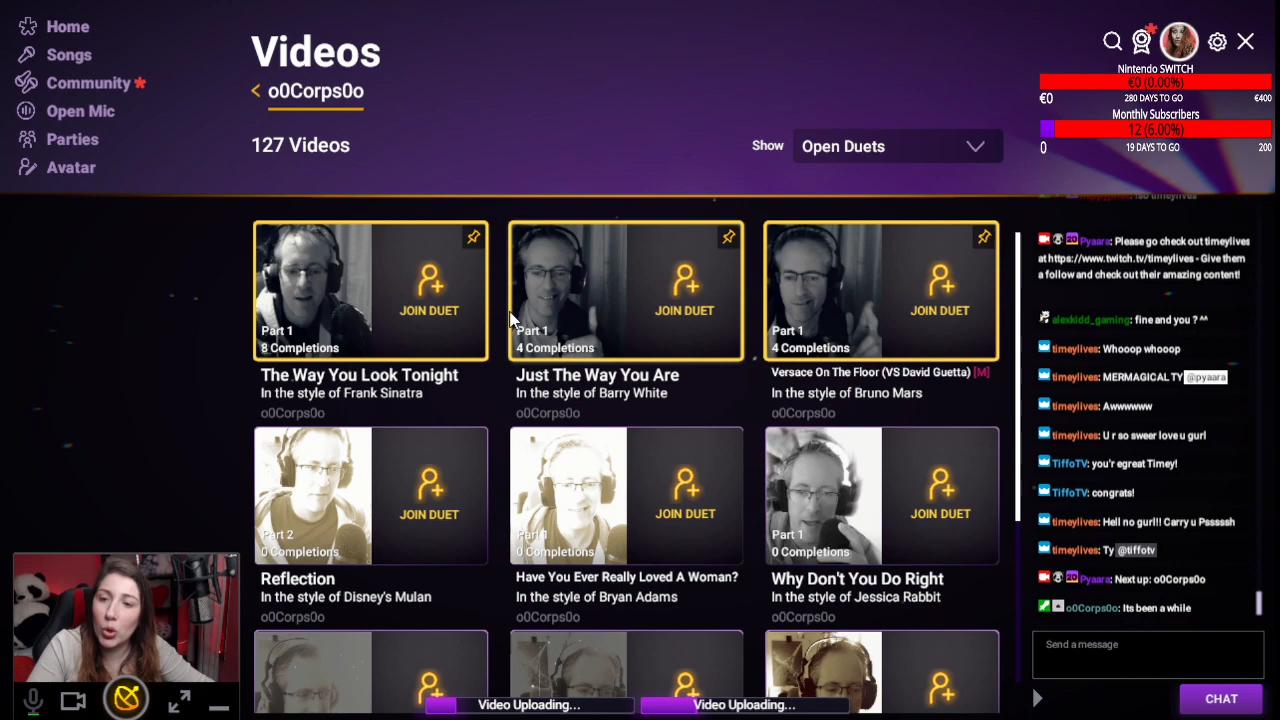 Home
Songs
Community
Open Mic
Parties
Avatar
Videos
< o0Corps0o
127 Videos
Show
Open Duets
Nintendo SWITCH
€0 (0.00%)
€0
280 DAYS TO GO
€400
Monthly Subscribers
12 (6.00%)
0
19 DAYS TO GO
200
JOIN DUET
Part 1
8 Completions
The Way You Look Tonight
In the style of Frank Sinatra
o0Corps0o
JOIN DUET
Part 1
4 Completions
Just The Way You Are
In the style of Barry White
o0Corps0o
JOIN DUET
Part 1
4 Completions
Versace On The Floor (VS David Guetta) [M]
In the style of Bruno Mars
o0Corps0o
JOIN DUET
Part 2
0 Completions
Reflection
In the style of Disney's Mulan
o0Corps0o
JOIN DUET
Part 1
0 Completions
Have You Ever Really Loved A Woman?
In the style of Bryan Adams
o0Corps0o
JOIN DUET
Part 1
0 Completions
Why Don't You Do Right
In the style of Jessica Rabbit
o0Corps0o
Video Uploading...
Video Uploading...
Pyaara: Please go check out timeylives
at https://www.twitch.tv/timeylives - Give them
a follow and check out their amazing content!
alexkidd_gaming: fine and you ? ^^
timeylives: Whooop whooop
timeylives: MERMAGICAL TY @pyaara
timeylives: Awwwwww
timeylives: U r so sweer love u gurl
TiffoTV: you'r egreat Timey!
TiffoTV: congrats!
timeylives: Hell no gurl!! Carry u Psssssh
timeylives: Ty @tiffotv
Pyaara: Next up: o0Corps0o
o0Corps0o: Its been a while
Send a message
CHAT